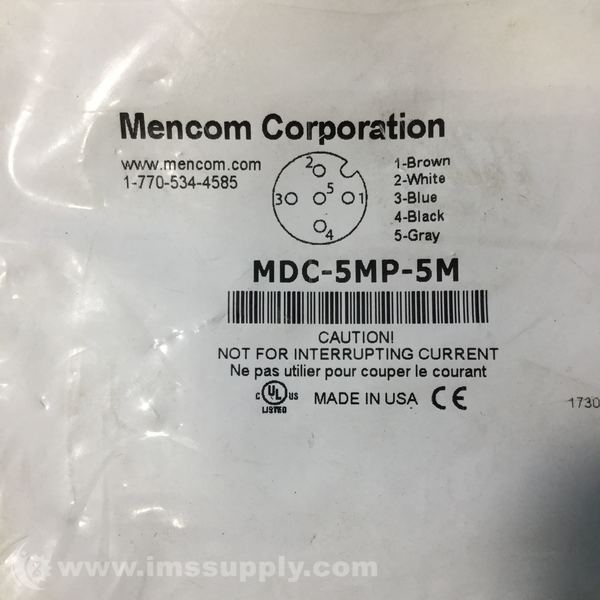 Mencom Corporation
www.mencom.com
1-770-534-4585
2
5
3
1
4
1-Brown
2-White
3-Blue
4-Black
5-Gray
MDC-5MP-5M
CAUTION!
NOT FOR INTERRUPTING CURRENT
Ne pas utilier pour couper le courant
c UL us
LISTED
MADE IN USA CE
1730
www.imssupply.com